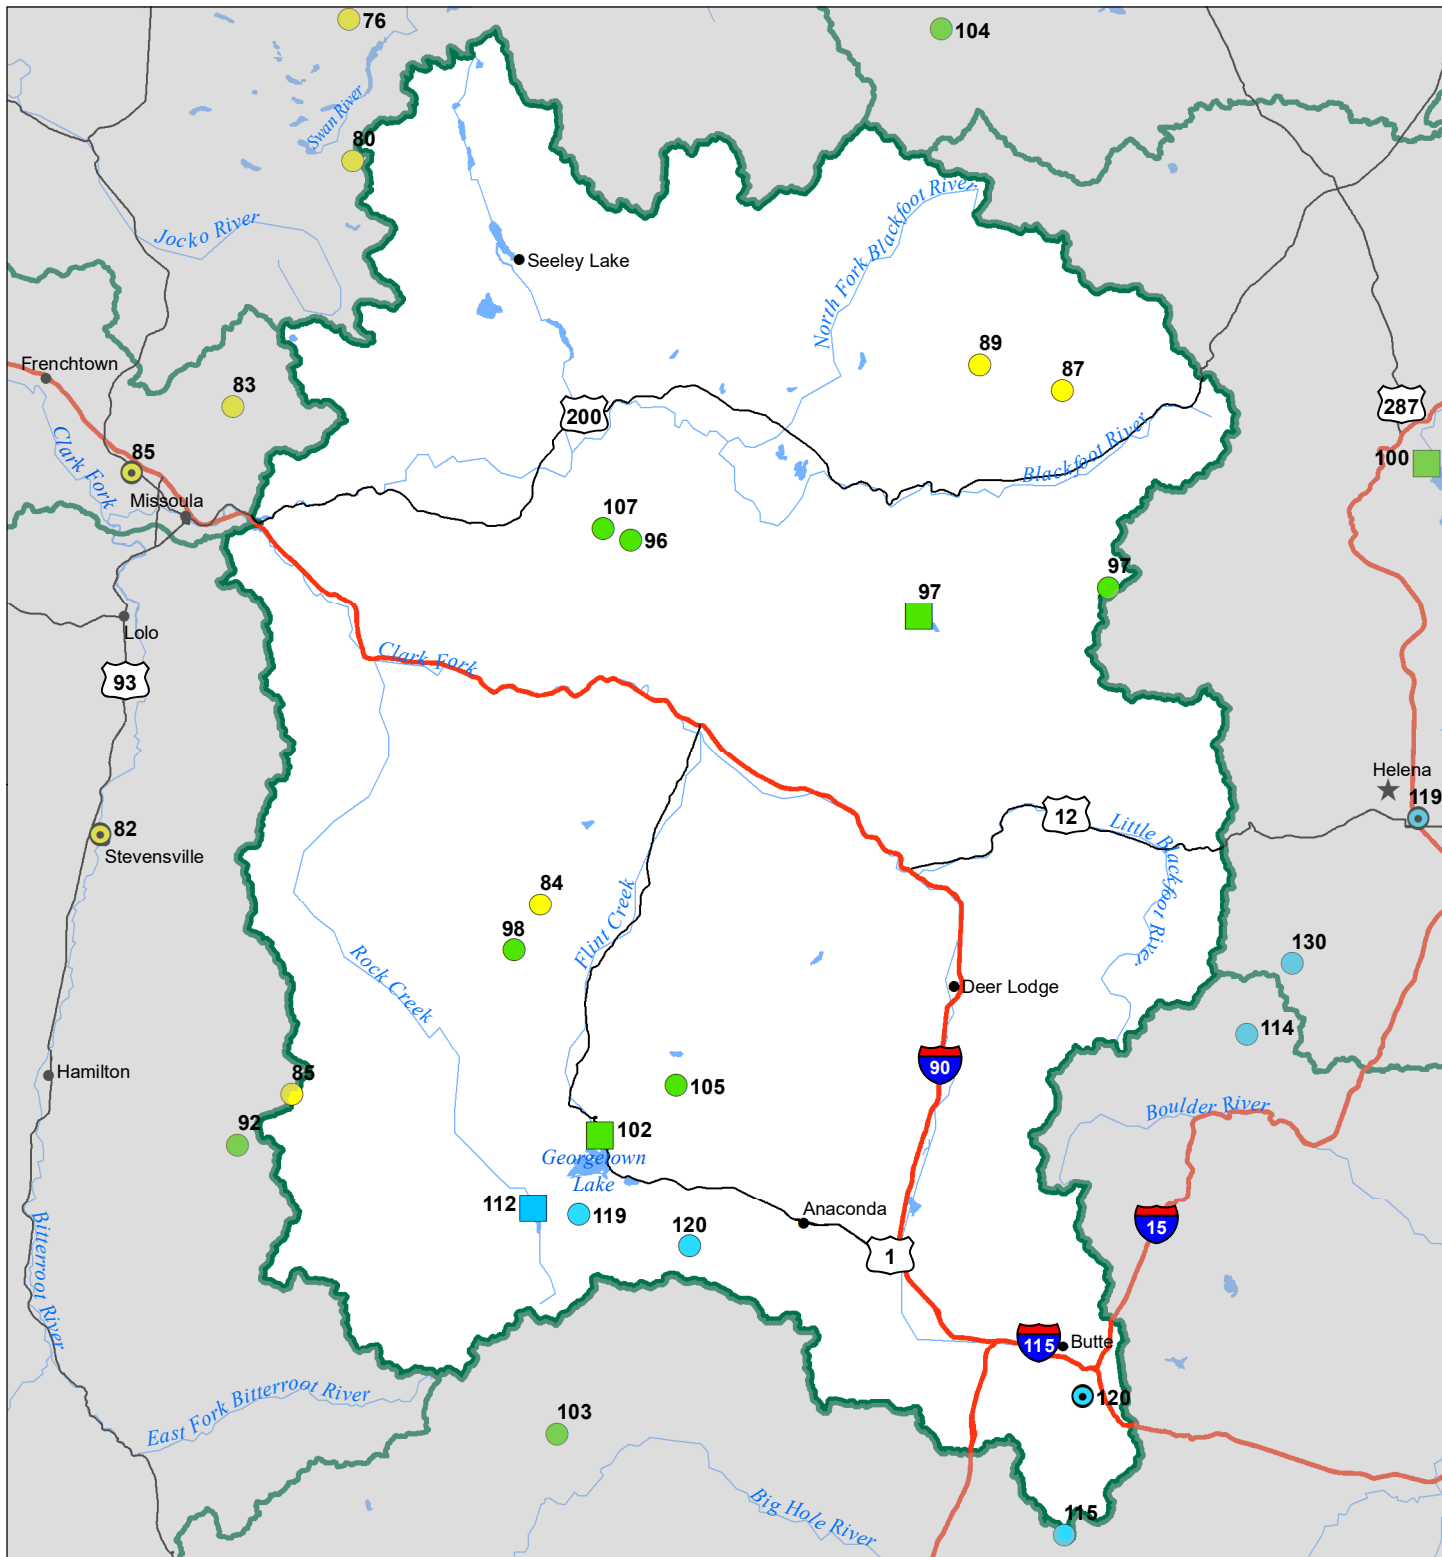 76
104
Swan River
80
Jocko River
North Fork Blackfoot River
Seeley Lake
Frenchtown
83
89
87
200
287
Clark Fork
85
Blackfoot River
100
Missoula
107
96
97
97
Lolo
Clark Fork
93
Helena
119
12
Little Blackfoot River
82
Stevensville
84
Flint Creek
98
130
Rock Creek
Deer Lodge
114
Hamilton
90
85
105
Boulder River
92
102
Georgetown
Lake
112
119
Anaconda
120
15
Bitterroot River
1
115
Butte
East Fork Bitterroot River
120
103
Big Hole River
115